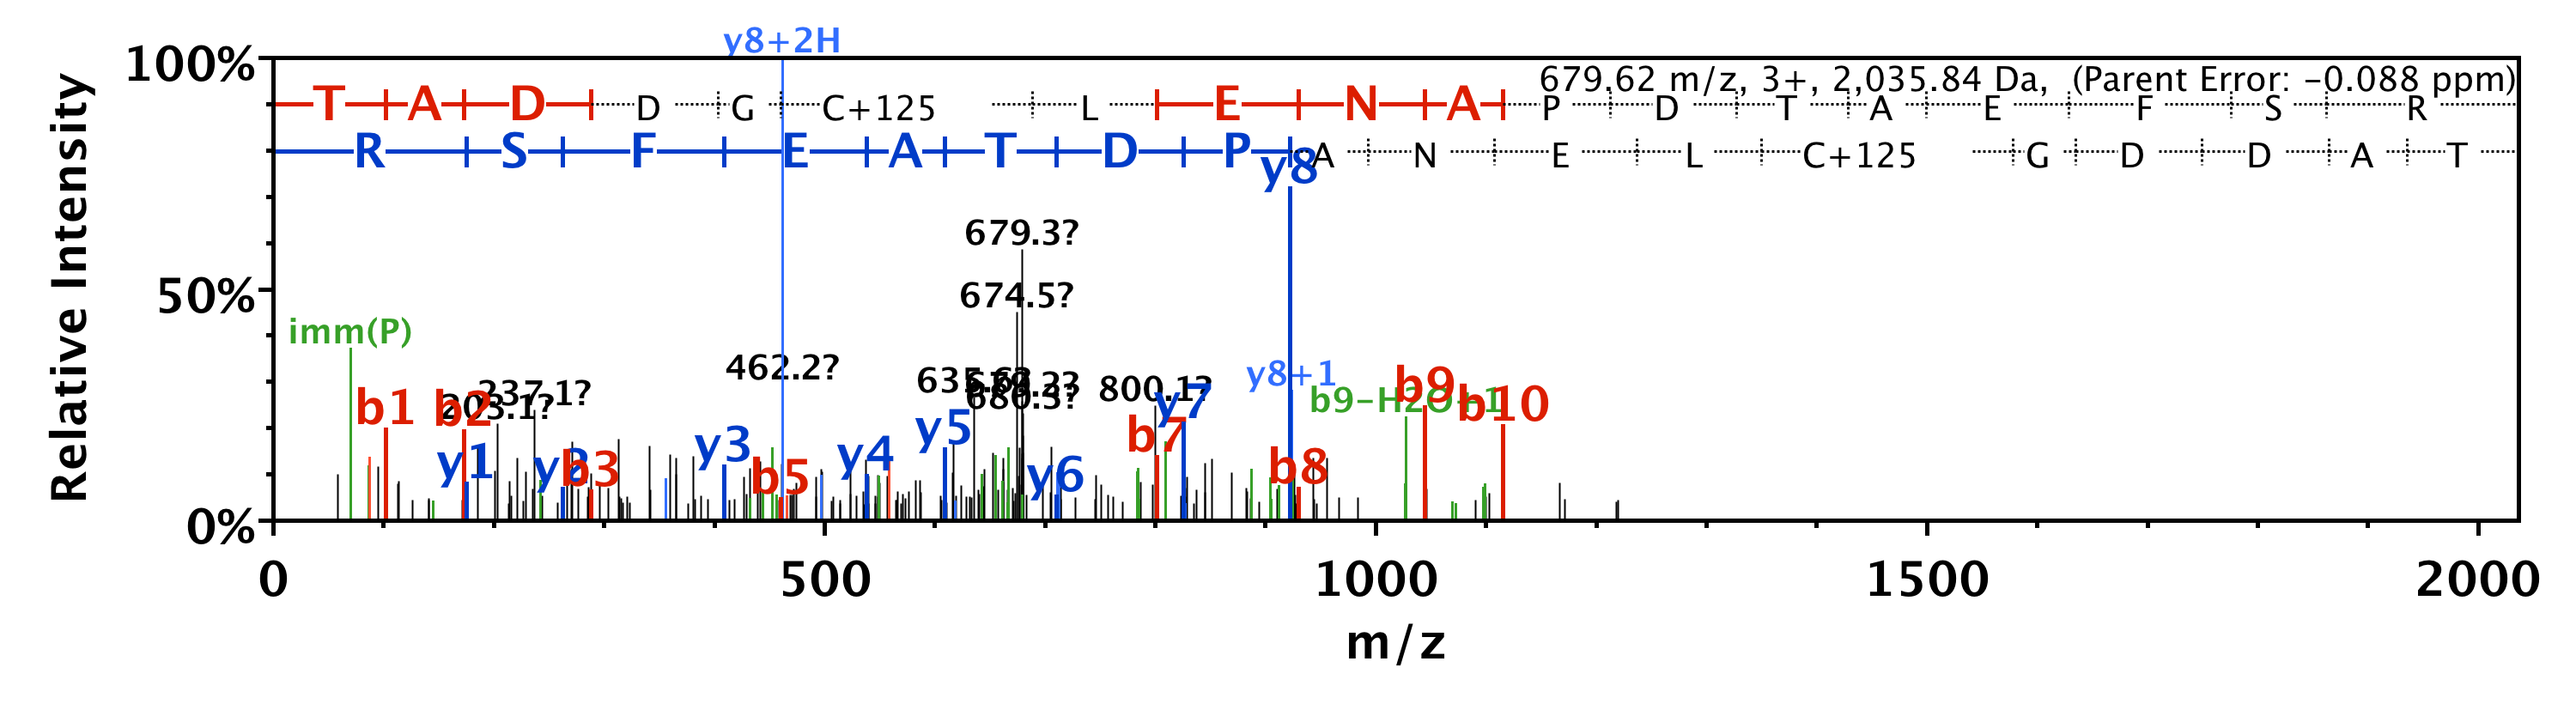 y8+2H
100%
679.62 m/z, 3+, 2,035.84 Da, (Parent Error: -0.088 ppm)
T A D D G C+125 L E N A P D T A E F S R
R S F E A T D P A N E L C+125 G D D A T
y8
679.3?
50%
674.5?
imm(P)
462.2?
y8+1
800.1?
680.3?
237.1?
203.1?
b9-H2O+1
b1 b2 y1 y2 b3 y3 b5 y4 y5 y6 b7 y7 b8 b9 b10
0%
0 500 1000 1500 2000
m/z
Relative Intensity